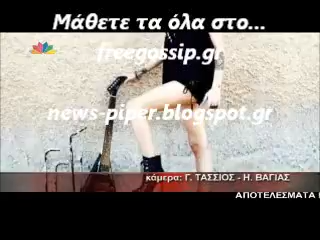 Μάθετε τα όλα στο...
freegossip.gr
news-piper.blogspot.gr
κάμερα: Γ. ΤΑΣΣΙΟΣ - Η. ΒΑΓΙΑΣ
ΑΠΟΤΕΛΕΣΜΑΤΑ